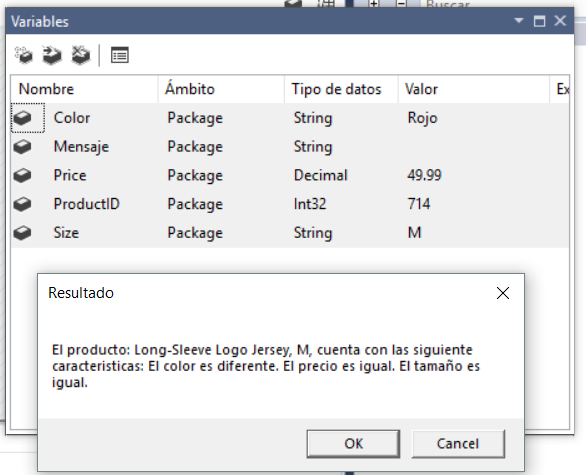 Buscar
Variables
Nombre Ámbito Tipo de datos Valor Ex
Color Package String Rojo
Mensaje Package String
Price Package Decimal 49.99
ProductID Package Int32 714
Size Package String M
Resultado
El producto: Long-Sleeve Logo Jersey, M, cuenta con las siguiente
caracteristicas: El color es diferente. El precio es igual. El tamaño es
igual.
OK Cancel